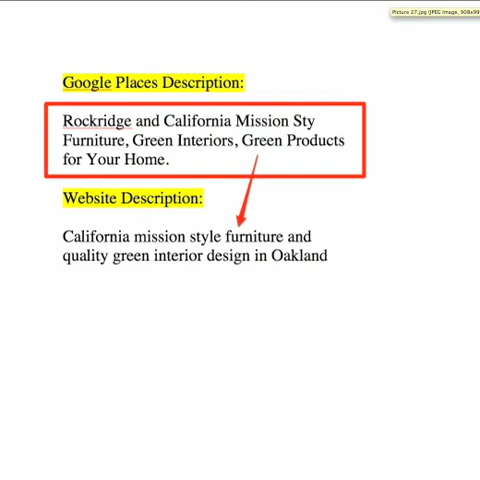 Picture 27.jpg (JPEG Image, 908x99
Google Places Description:
Rockridge and California Mission Sty
Furniture, Green Interiors, Green Products
for Your Home.
Website Description:
California mission style furniture and
quality green interior design in Oakland